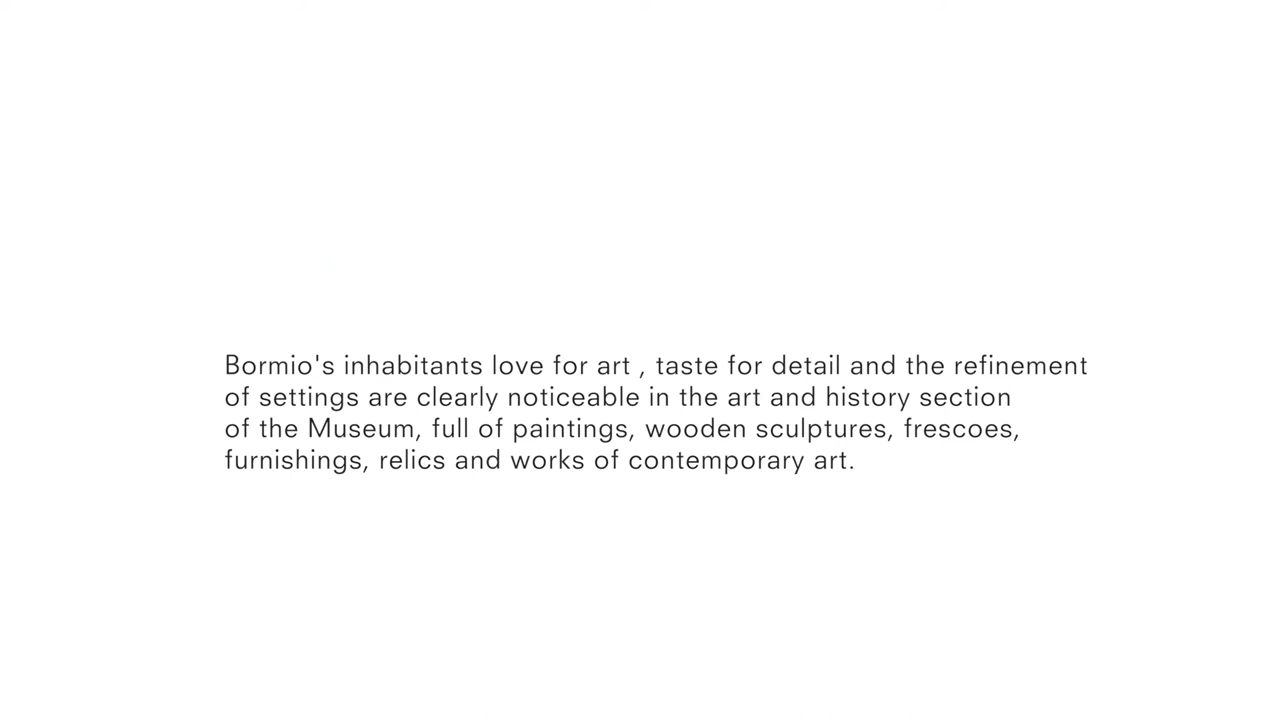 Bormio's inhabitants love for art , taste for detail and the refinement
of settings are clearly noticeable in the art and history section
of the Museum, full of paintings, wooden sculptures, frescoes,
furnishings, relics and works of contemporary art.